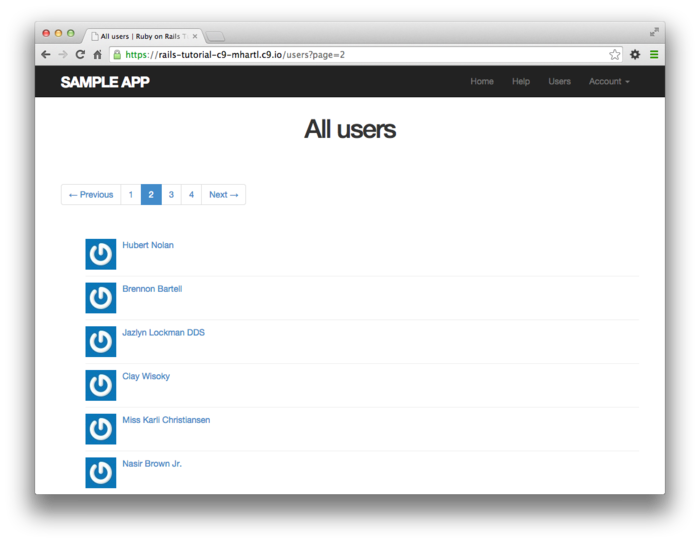 All users | Ruby on Rails T
https://rails-tutorial-c9-mhartl.c9.io/users?page=2
SAMPLE APP
Home Help Users Account
All users
← Previous 1 2 3 4 Next →
Hubert Nolan
Brennon Bartell
Jazlyn Lockman DDS
Clay Wisoky
Miss Karli Christiansen
Nasir Brown Jr.